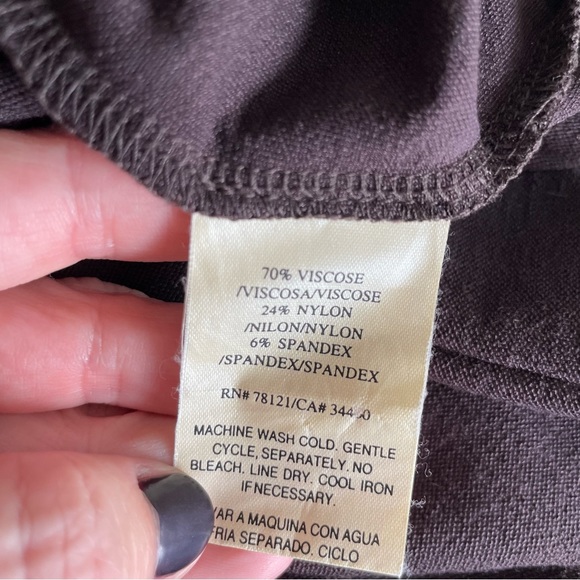 70% VISCOSE
/VISCOSA/VISCOSE
24% NYLON
/NILON/NYLON
6% SPANDEX
/SPANDEX/SPANDEX
RN# 78121/CA#
MACHINE WASH COLD. GENTLE
CYCLE, SEPARATELY. NO
BLEACH. LINE DRY. COOL IRON
IF NECESSARY.
VAR A MAQUINA CON AGUA
FRIA SEPARADO. CICLO